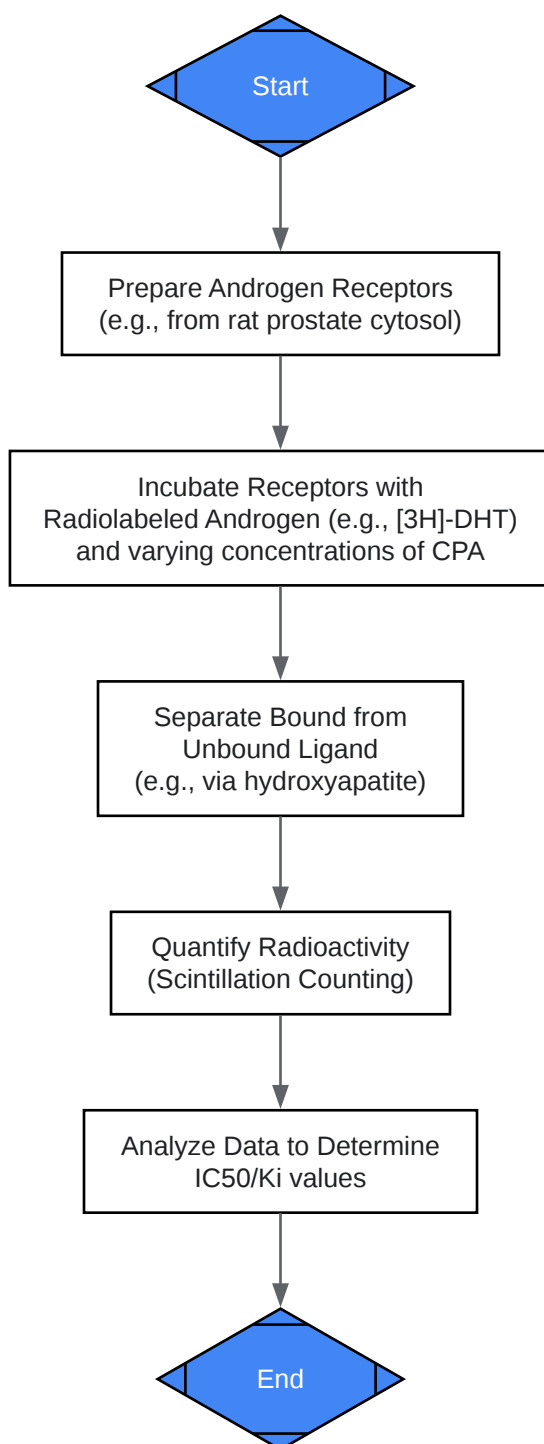 Start
Prepare Androgen Receptors
(e.g., from rat prostate cytosol)
Incubate Receptors with
Radiolabeled Androgen (e.g., [3H]-DHT)
and varying concentrations of CPA
Separate Bound from
Unbound Ligand
(e.g., via hydroxyapatite)
Quantify Radioactivity
(Scintillation Counting)
Analyze Data to Determine
IC50/Ki values
End